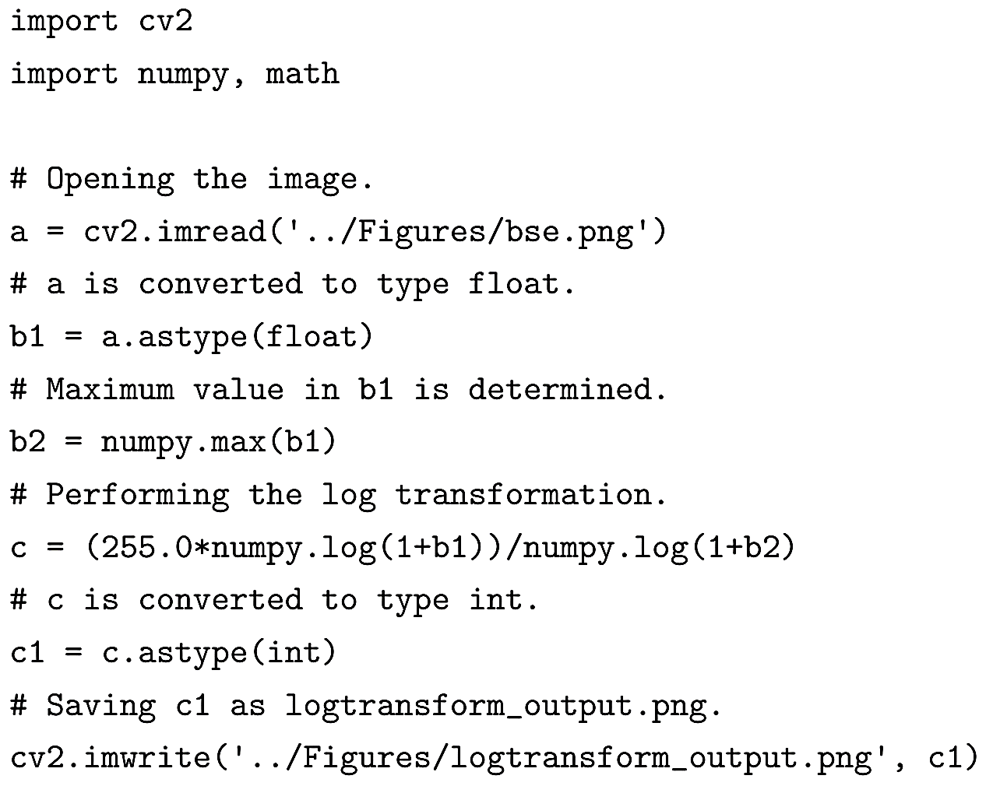 import cv2
import numpy, math
# Opening the image.
a = cv2.imread('../Figures/bse.png')
# a is converted to type float.
b1 = a.astype(float)
# Maximum value in b1 is determined.
b2 = numpy.max(b1)
# Performing the log transformation.
c = (255.0*numpy.log(1+b1))/numpy.log(1+b2)
# c is converted to type int.
c1 = c.astype(int)
# Saving c1 as logtransform_output.png.
cv2.imwrite('../Figures/logtransform_output.png', c1)